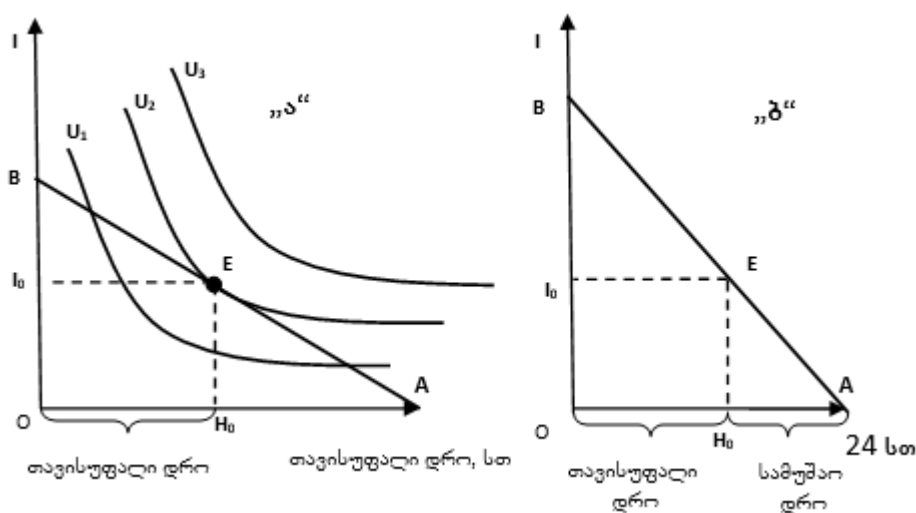 I
U₃
„ა“
U₂
U₁
B
E
I₀
A
O
H₀
თავისუფალი დრო
თავისუფალი დრო, სთ
I
„ბ“
B
E
I₀
A
O
H₀
24 სთ
თავისუფალი
დრო
სამუშაო
დრო